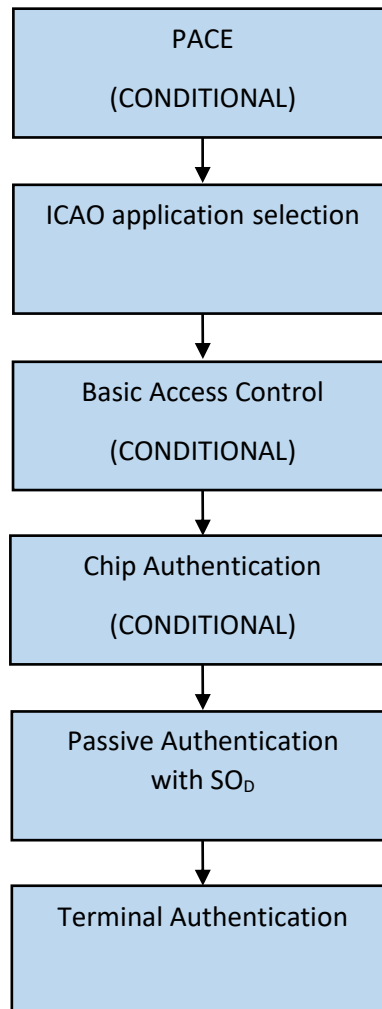 PACE
(CONDITIONAL)
ICAO application selection
Basic Access Control
(CONDITIONAL)
Chip Authentication
(CONDITIONAL)
Passive Authentication
with SOD
Terminal Authentication